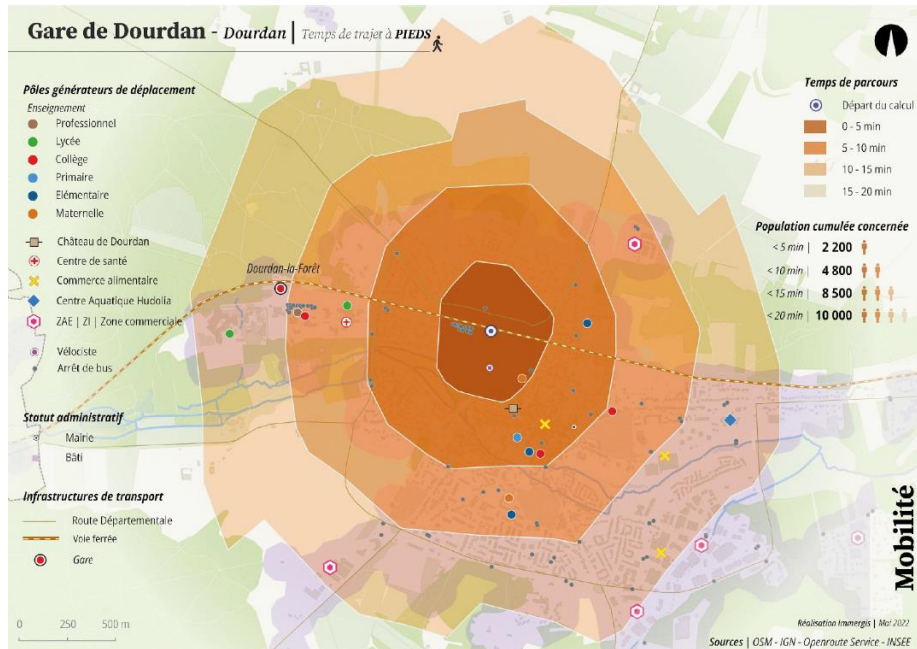 Gare de Dourdan - Dourdan | Temps de trajet à PIEDS
Pôles générateurs de déplacement
Enseignement
Professionnel
Lycée
Collège
Primaire
Elémentaire
Maternelle
Château de Dourdan
Centre de santé
Commerce alimentaire
Centre Aquatique Hudolia
ZAE | ZI | Zone commerciale
Vélociste
Arrêt de bus
Statut administratif
Mairie
Bâti
Infrastructures de transport
Route Départementale
Voie ferrée
Gare
0 250 500 m
Dourdan-la-Forêt
Temps de parcours
Départ du calcul
0 - 5 min
5 - 10 min
10 - 15 min
15 - 20 min
Population cumulée concernée
< 5 min | 2 200
< 10 min | 4 800
< 15 min | 8 500
< 20 min | 10 000
Mobilité
Réalisation Immergis | Mai 2022
Sources | OSM - IGN - Openroute Service - INSEE